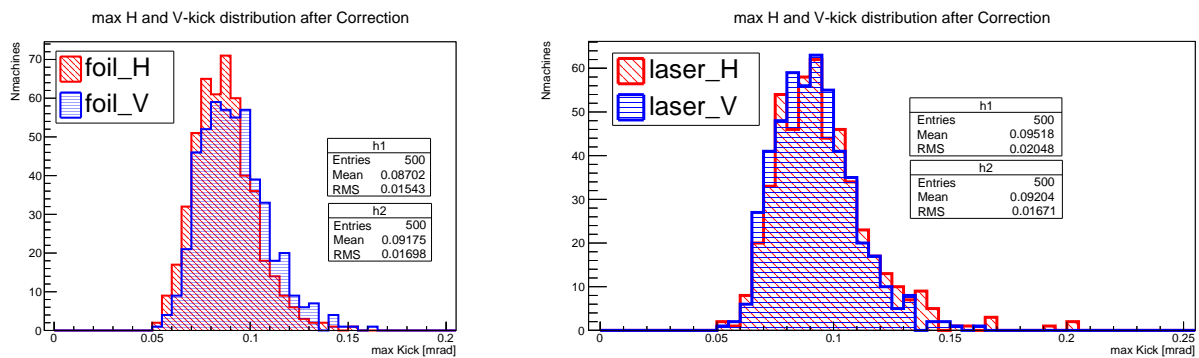 max H and V-kick distribution after Correction
Nmachines
70
60
50
40
30
20
10
0
foil_H
foil_V
h1
Entries 500
Mean 0.08702
RMS 0.01543
h2
Entries 500
Mean 0.09175
RMS 0.01698
0 0.05 0.1 0.15 0.2
max Kick [mrad]
max H and V-kick distribution after Correction
Nmachines
60
50
40
30
20
10
0
laser_H
laser_V
h1
Entries 500
Mean 0.09518
RMS 0.02048
h2
Entries 500
Mean 0.09204
RMS 0.01671
0 0.05 0.1 0.15 0.2 0.25
max Kick [mrad]